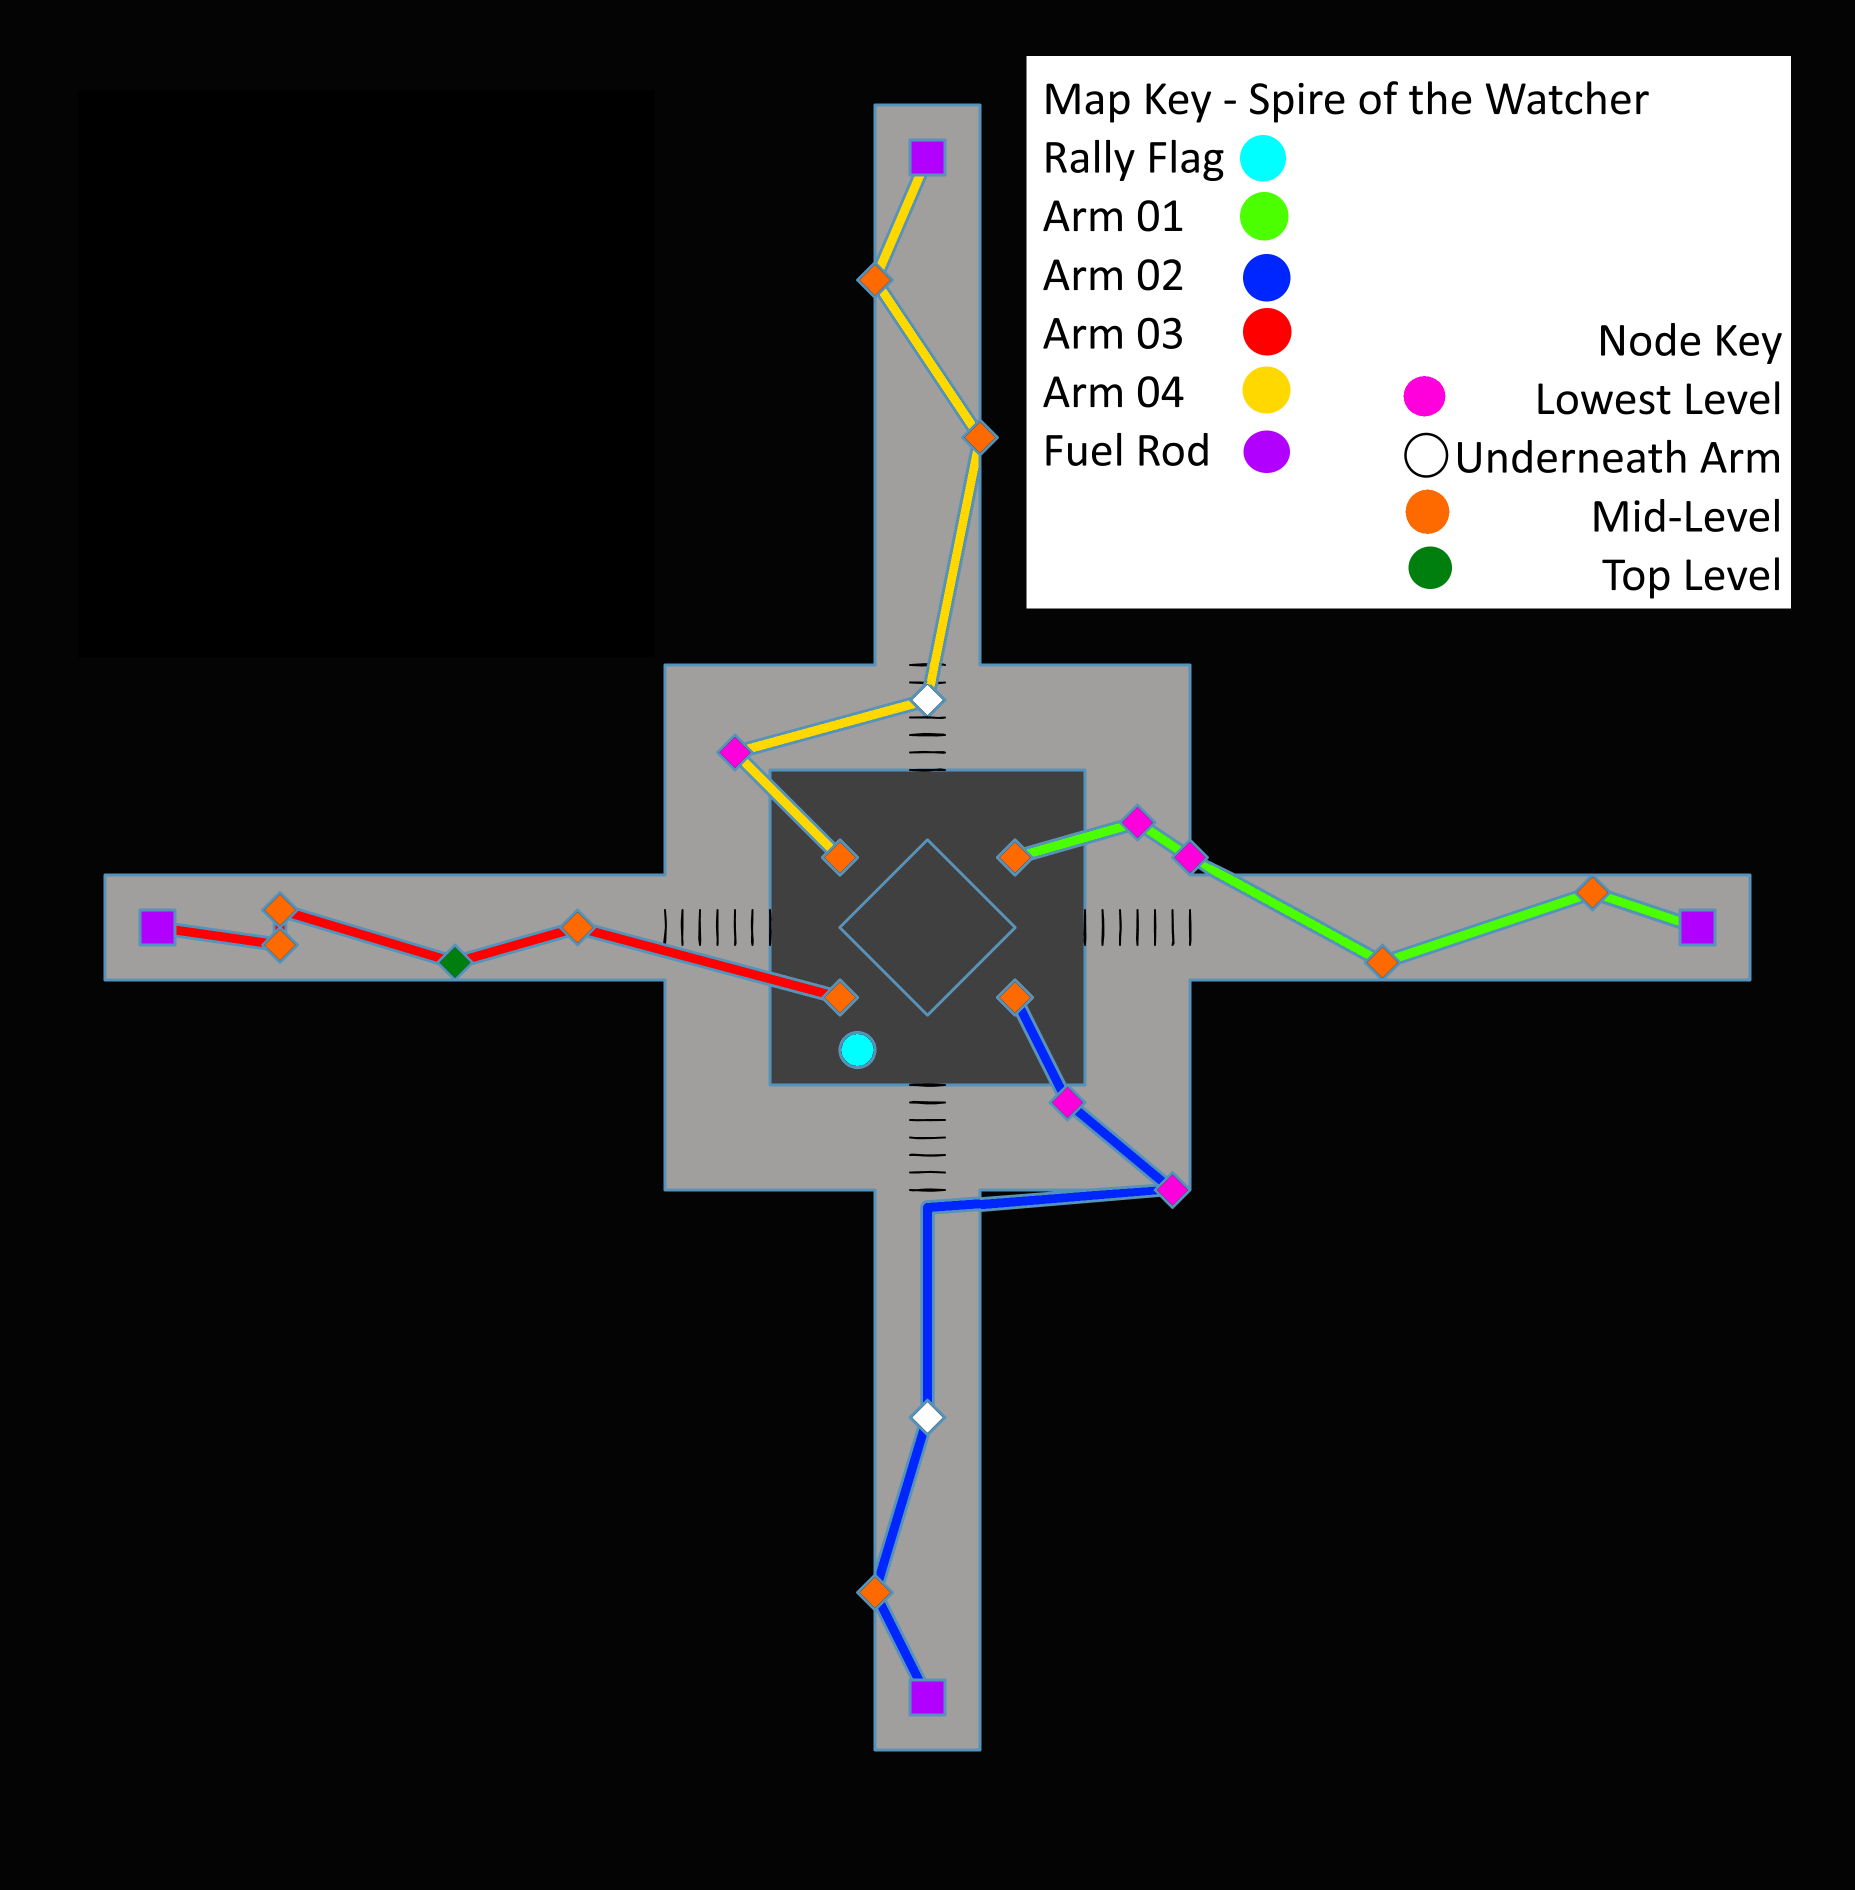 Map Key - Spire of the Watcher
Rally Flag
Arm 01
Arm 02
Arm 03
Arm 04
Fuel Rod
Node Key
Lowest Level
Underneath Arm
Mid-Level
Top Level